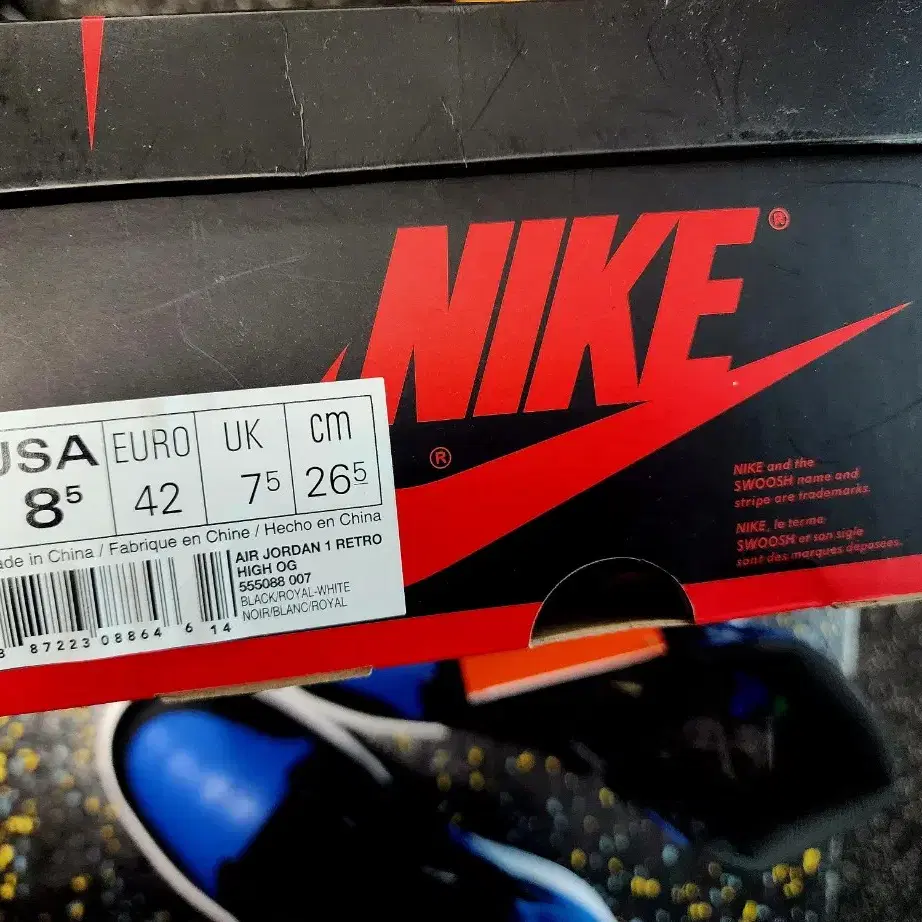 NIKE ®
®
NIKE and the
SWOOSH name and
stripe are trademarks.
NIKE, le terme
SWOOSH et son sigle
sont des marques deposees.
USA EURO UK cm
8⁵ 42 7⁵ 26⁵
ade in China / Fabrique en Chine / Hecho en China
AIR JORDAN 1 RETRO
HIGH OG
555088 007
BLACK/ROYAL-WHITE
NOIR/BLANC/ROYAL
8 87223 08864 6 14